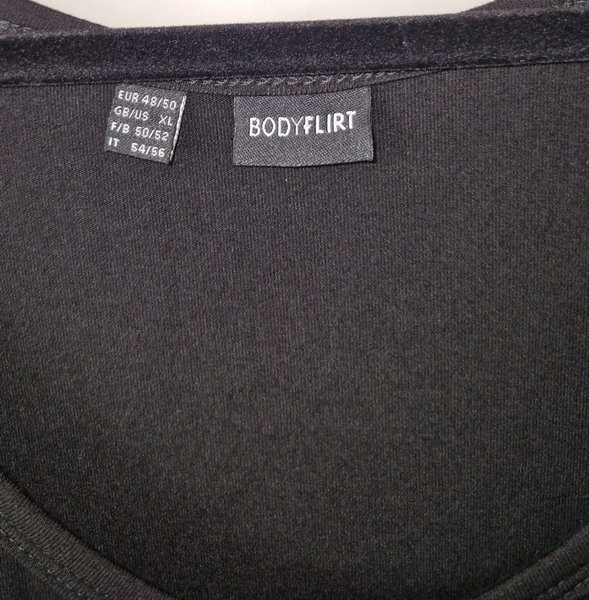 EUR 48/50
GB/US XL
F/B 50/52
IT 54/56
BODYFLIRT